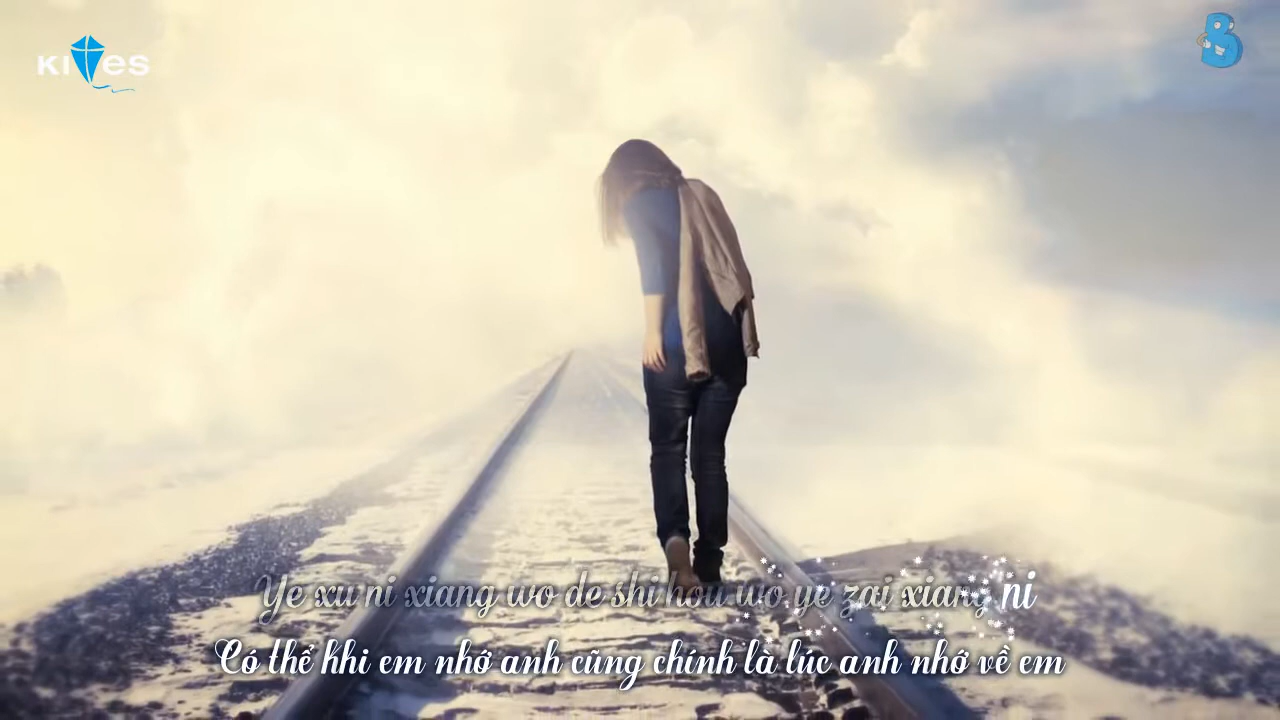 KITES
B
Ye xu ni xiang wo de shi hou wo ye zai xiang ni
Có thể khi em nhớ anh cũng chính là lúc anh nhớ về em